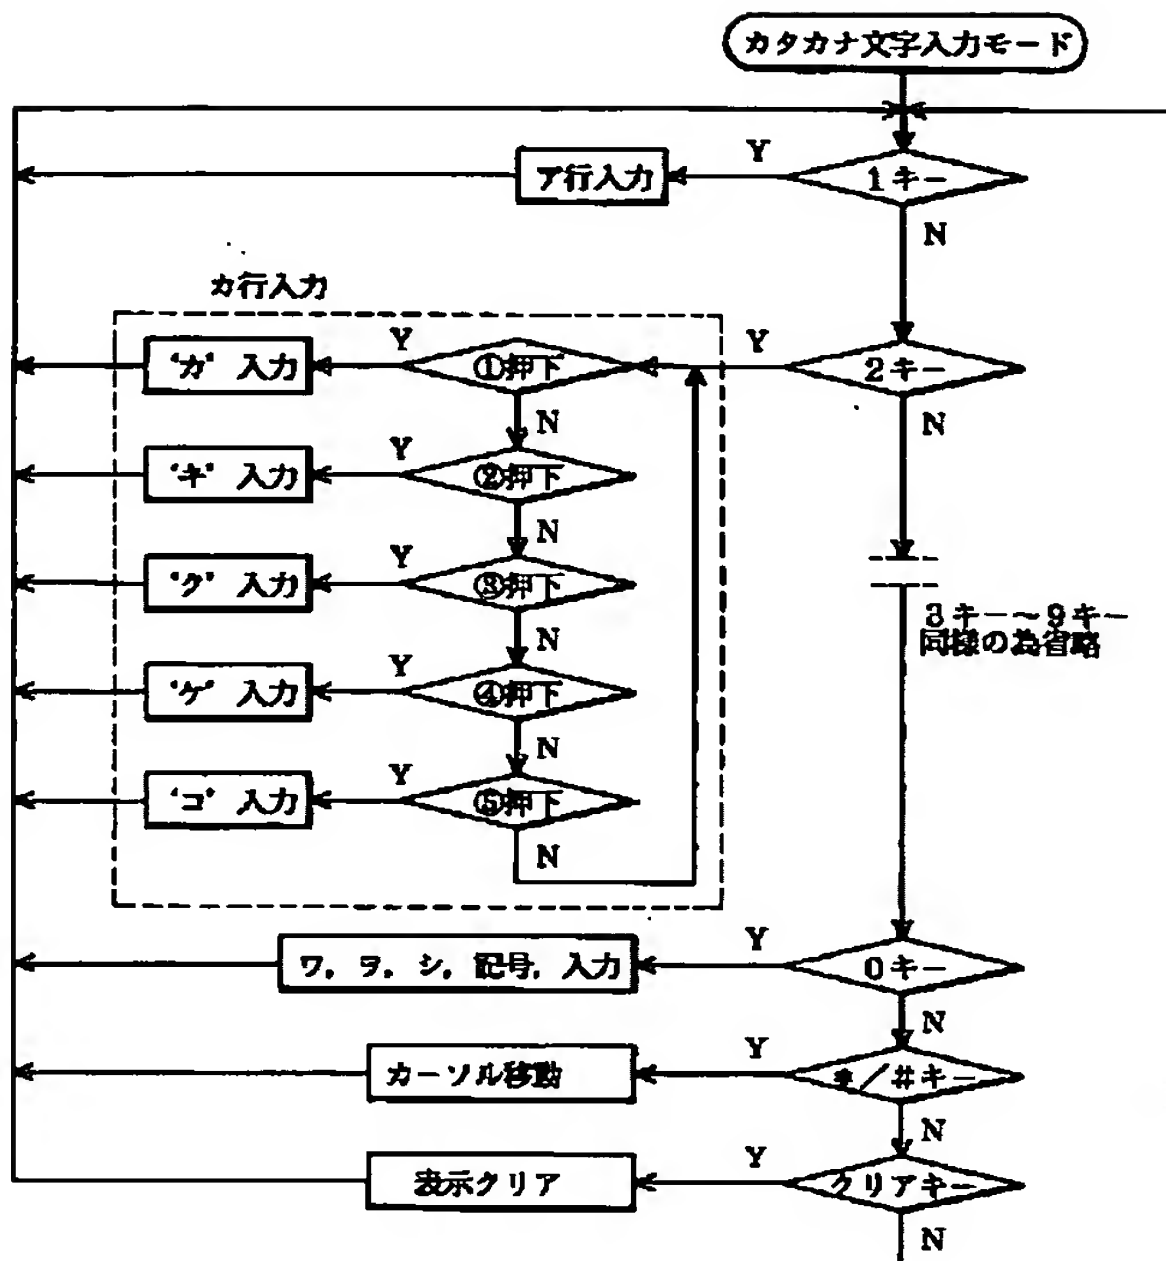 カタカナ文字入力モード
Y
ア行入力
1キー
N
カ行入力
Y
Y
'カ' 入力
①押下
2キー
N
N
Y
'キ' 入力
②押下
N
Y
'ク' 入力
③押下
3キー～9キー
同様の為省略
N
Y
'ケ' 入力
④押下
N
Y
'コ' 入力
⑤押下
N
Y
ワ，ヲ，シ，記号，入力
0キー
N
Y
カーソル移動
*／#キー
N
Y
表示クリア
クリアキー
N